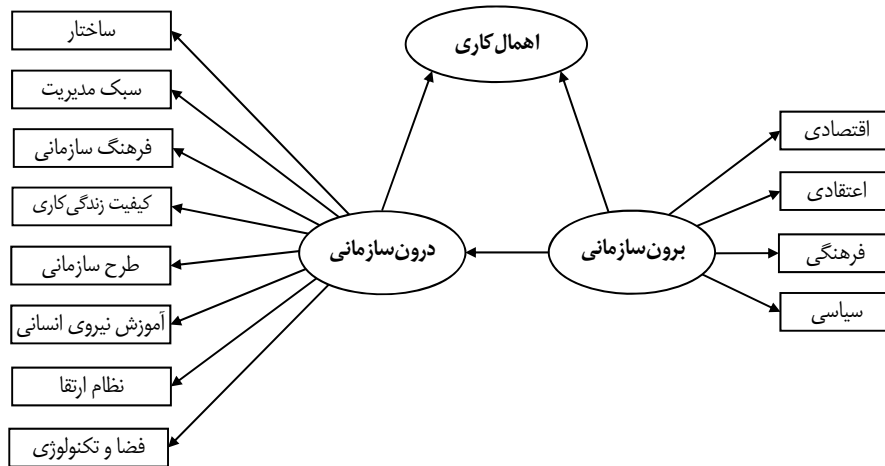 اهمال‌کاری
اقتصادی
اعتقادی
فرهنگی
سیاسی
برون‌سازمانی
درون‌سازمانی
ساختار
سبک مدیریت
فرهنگ سازمانی
کیفیت زندگی‌کاری
طرح سازمانی
آموزش نیروی انسانی
نظام ارتقا
فضا و تکنولوژی